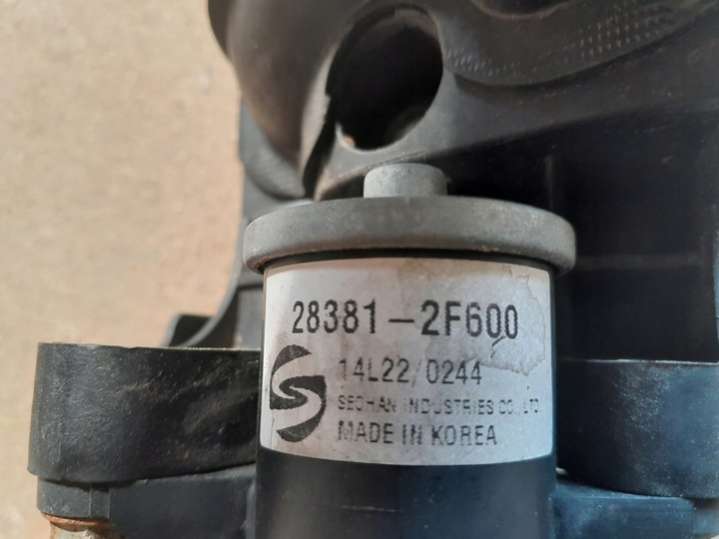 28381-2F600
14L22/0244
SEOHAN INDUSTRIES CO., LTD
MADE IN KOREA